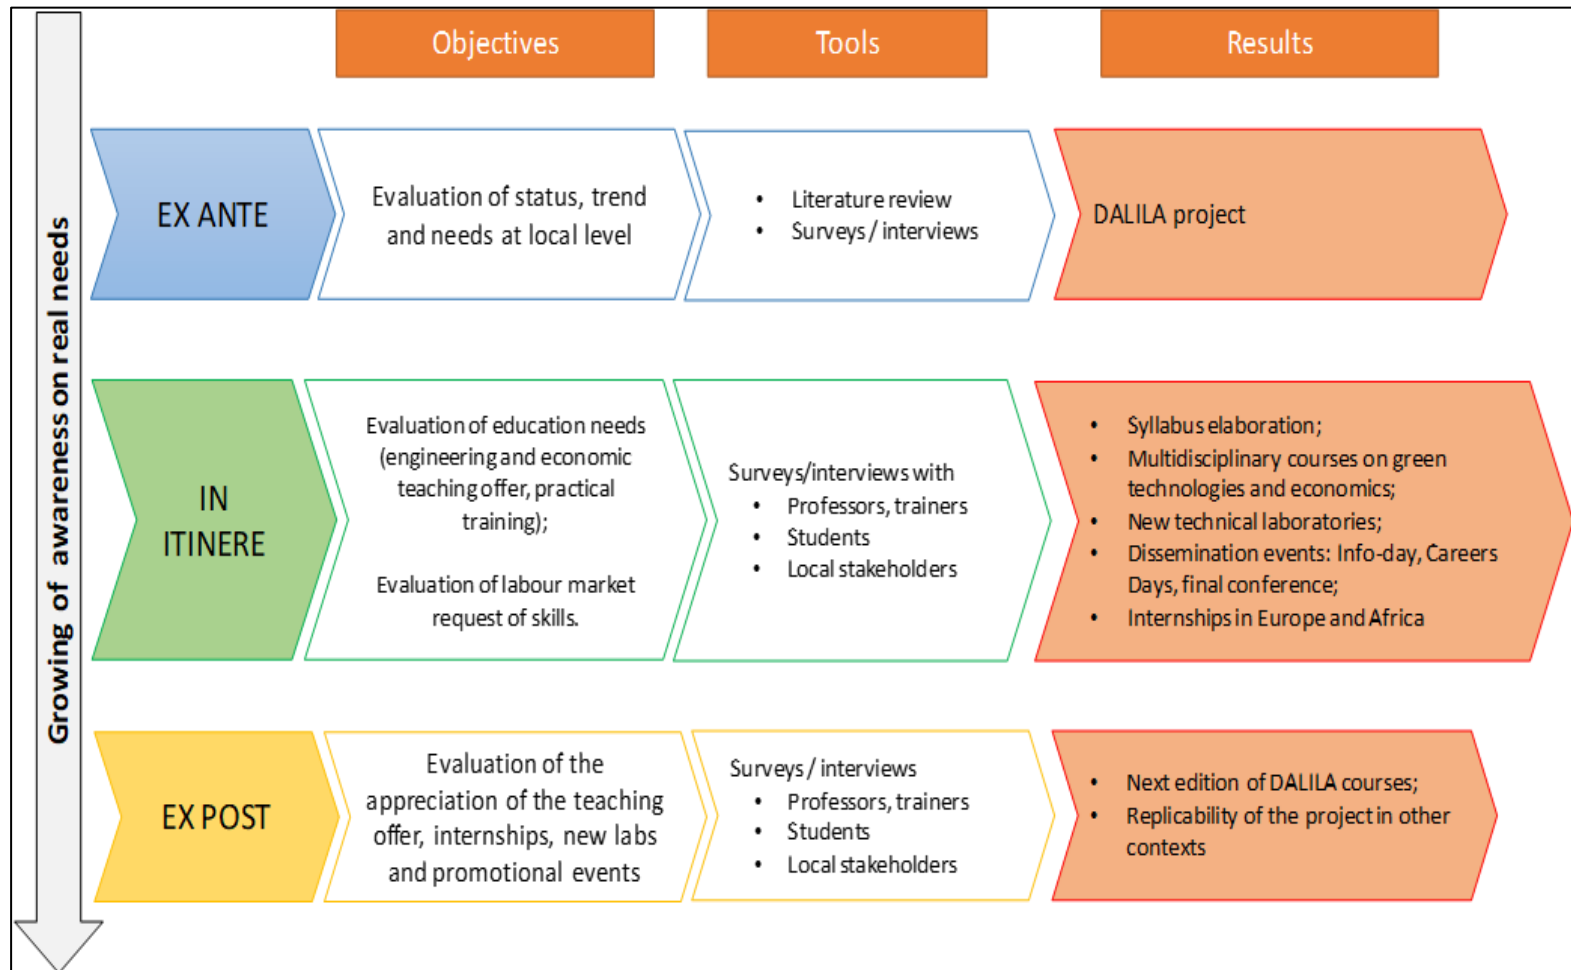 Objectives
Tools
Results
Growing of awareness on real needs
EX ANTE
Evaluation of status, trend
and needs at local level
• Literature review
• Surveys / interviews
DALILA project
IN
ITINERE
Evaluation of education needs
(engineering and economic
teaching offer, practical
training);
Evaluation of labour market
request of skills.
Surveys/interviews with
• Professors, trainers
• Students
• Local stakeholders
• Syllabus elaboration;
• Multidisciplinary courses on green
technologies and economics;
• New technical laboratories;
• Dissemination events: Info-day, Careers
Days, final conference;
• Internships in Europe and Africa
EX POST
Evaluation of the
appreciation of the teaching
offer, internships, new labs
and promotional events
Surveys / interviews
• Professors, trainers
• Students
• Local stakeholders
• Next edition of DALILA courses;
• Replicability of the project in other
contexts